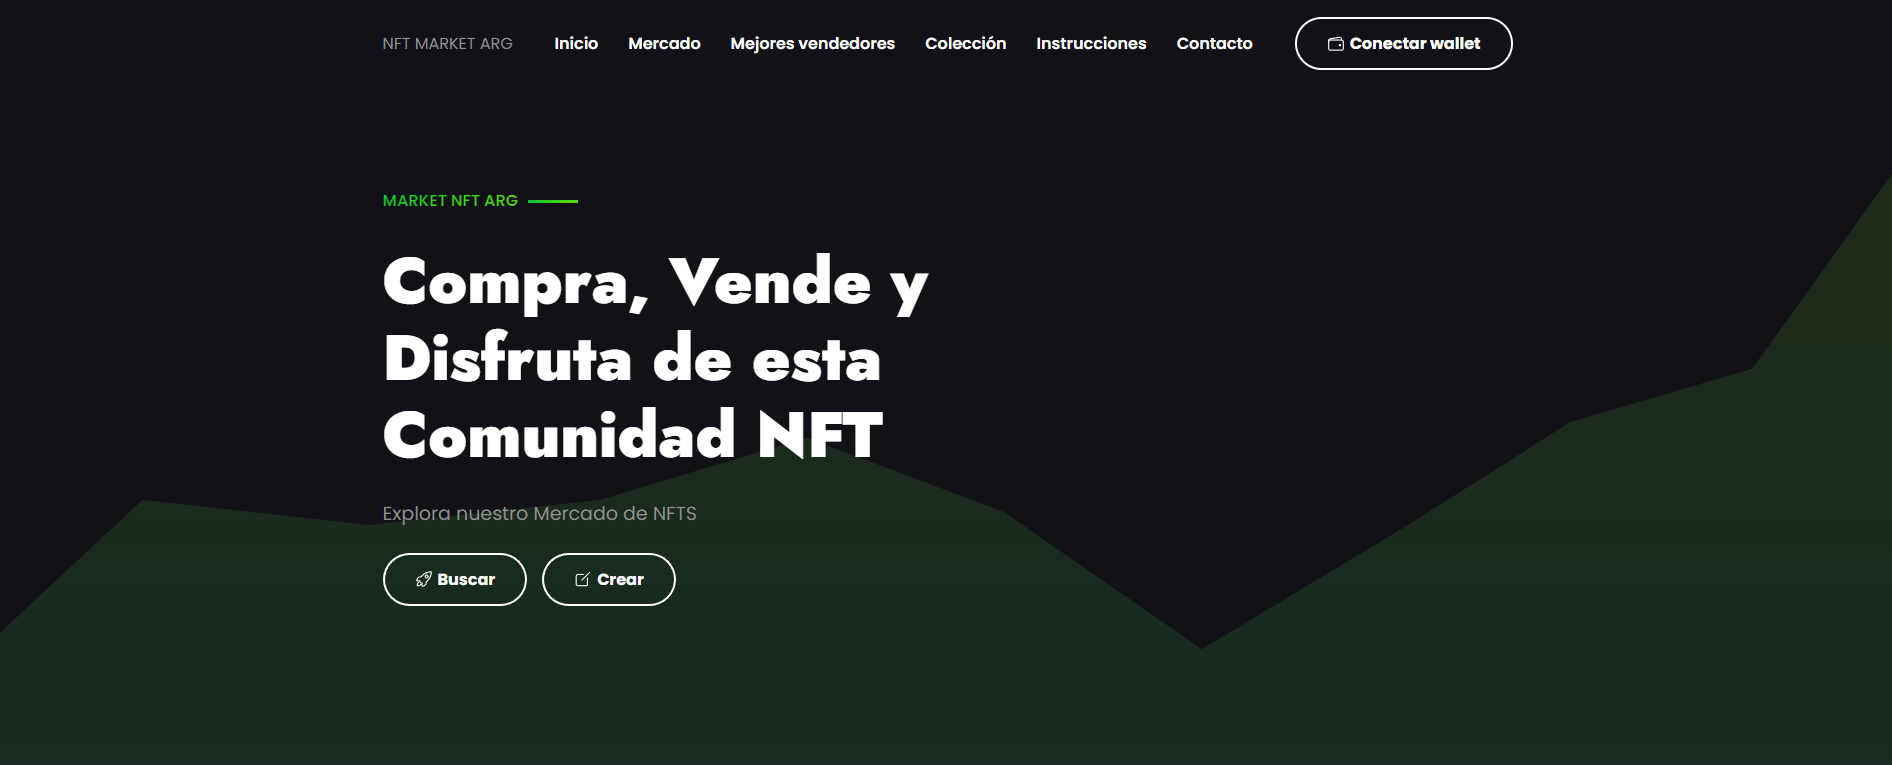 NFT MARKET ARG Inicio Mercado Mejores vendedores Colección Instrucciones Contacto Conectar wallet
MARKET NFT ARG
Compra, Vende y
Disfruta de esta
Comunidad NFT
Explora nuestro Mercado de NFTS
Buscar Crear